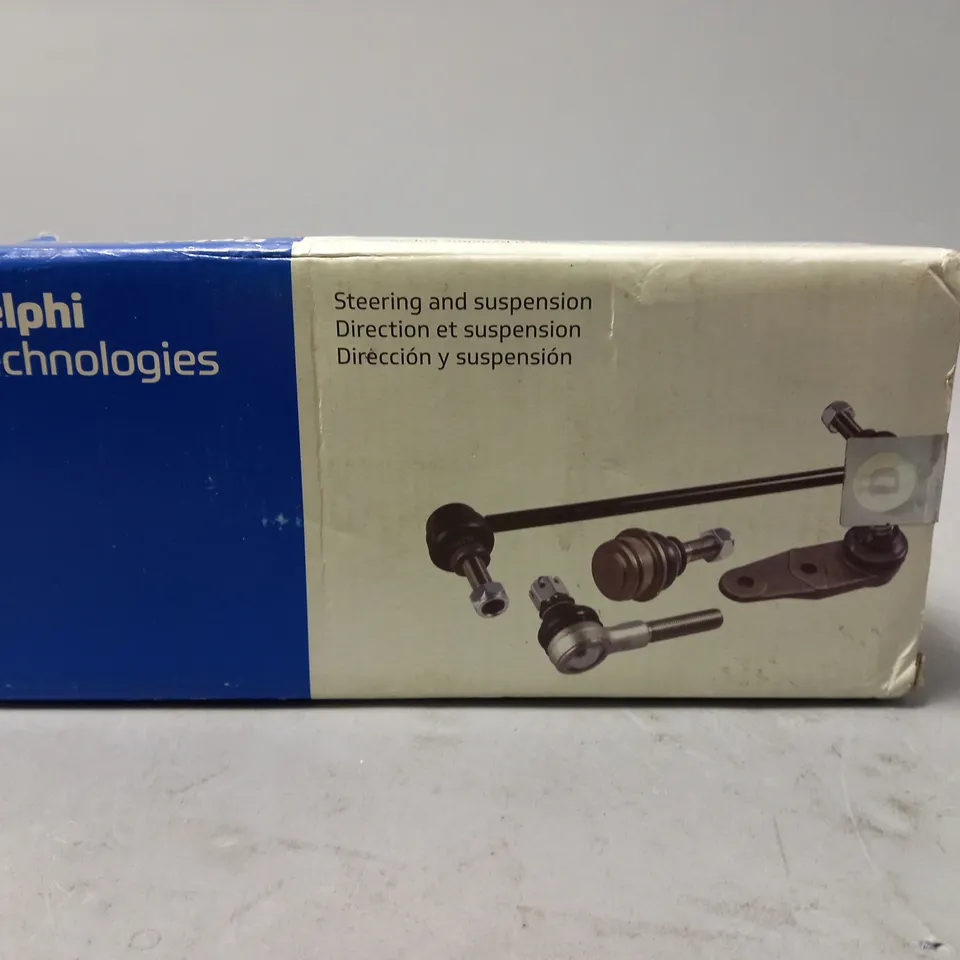 elphi
echnologies
Steering and suspension
Direction et suspension
Dirección y suspensión
D